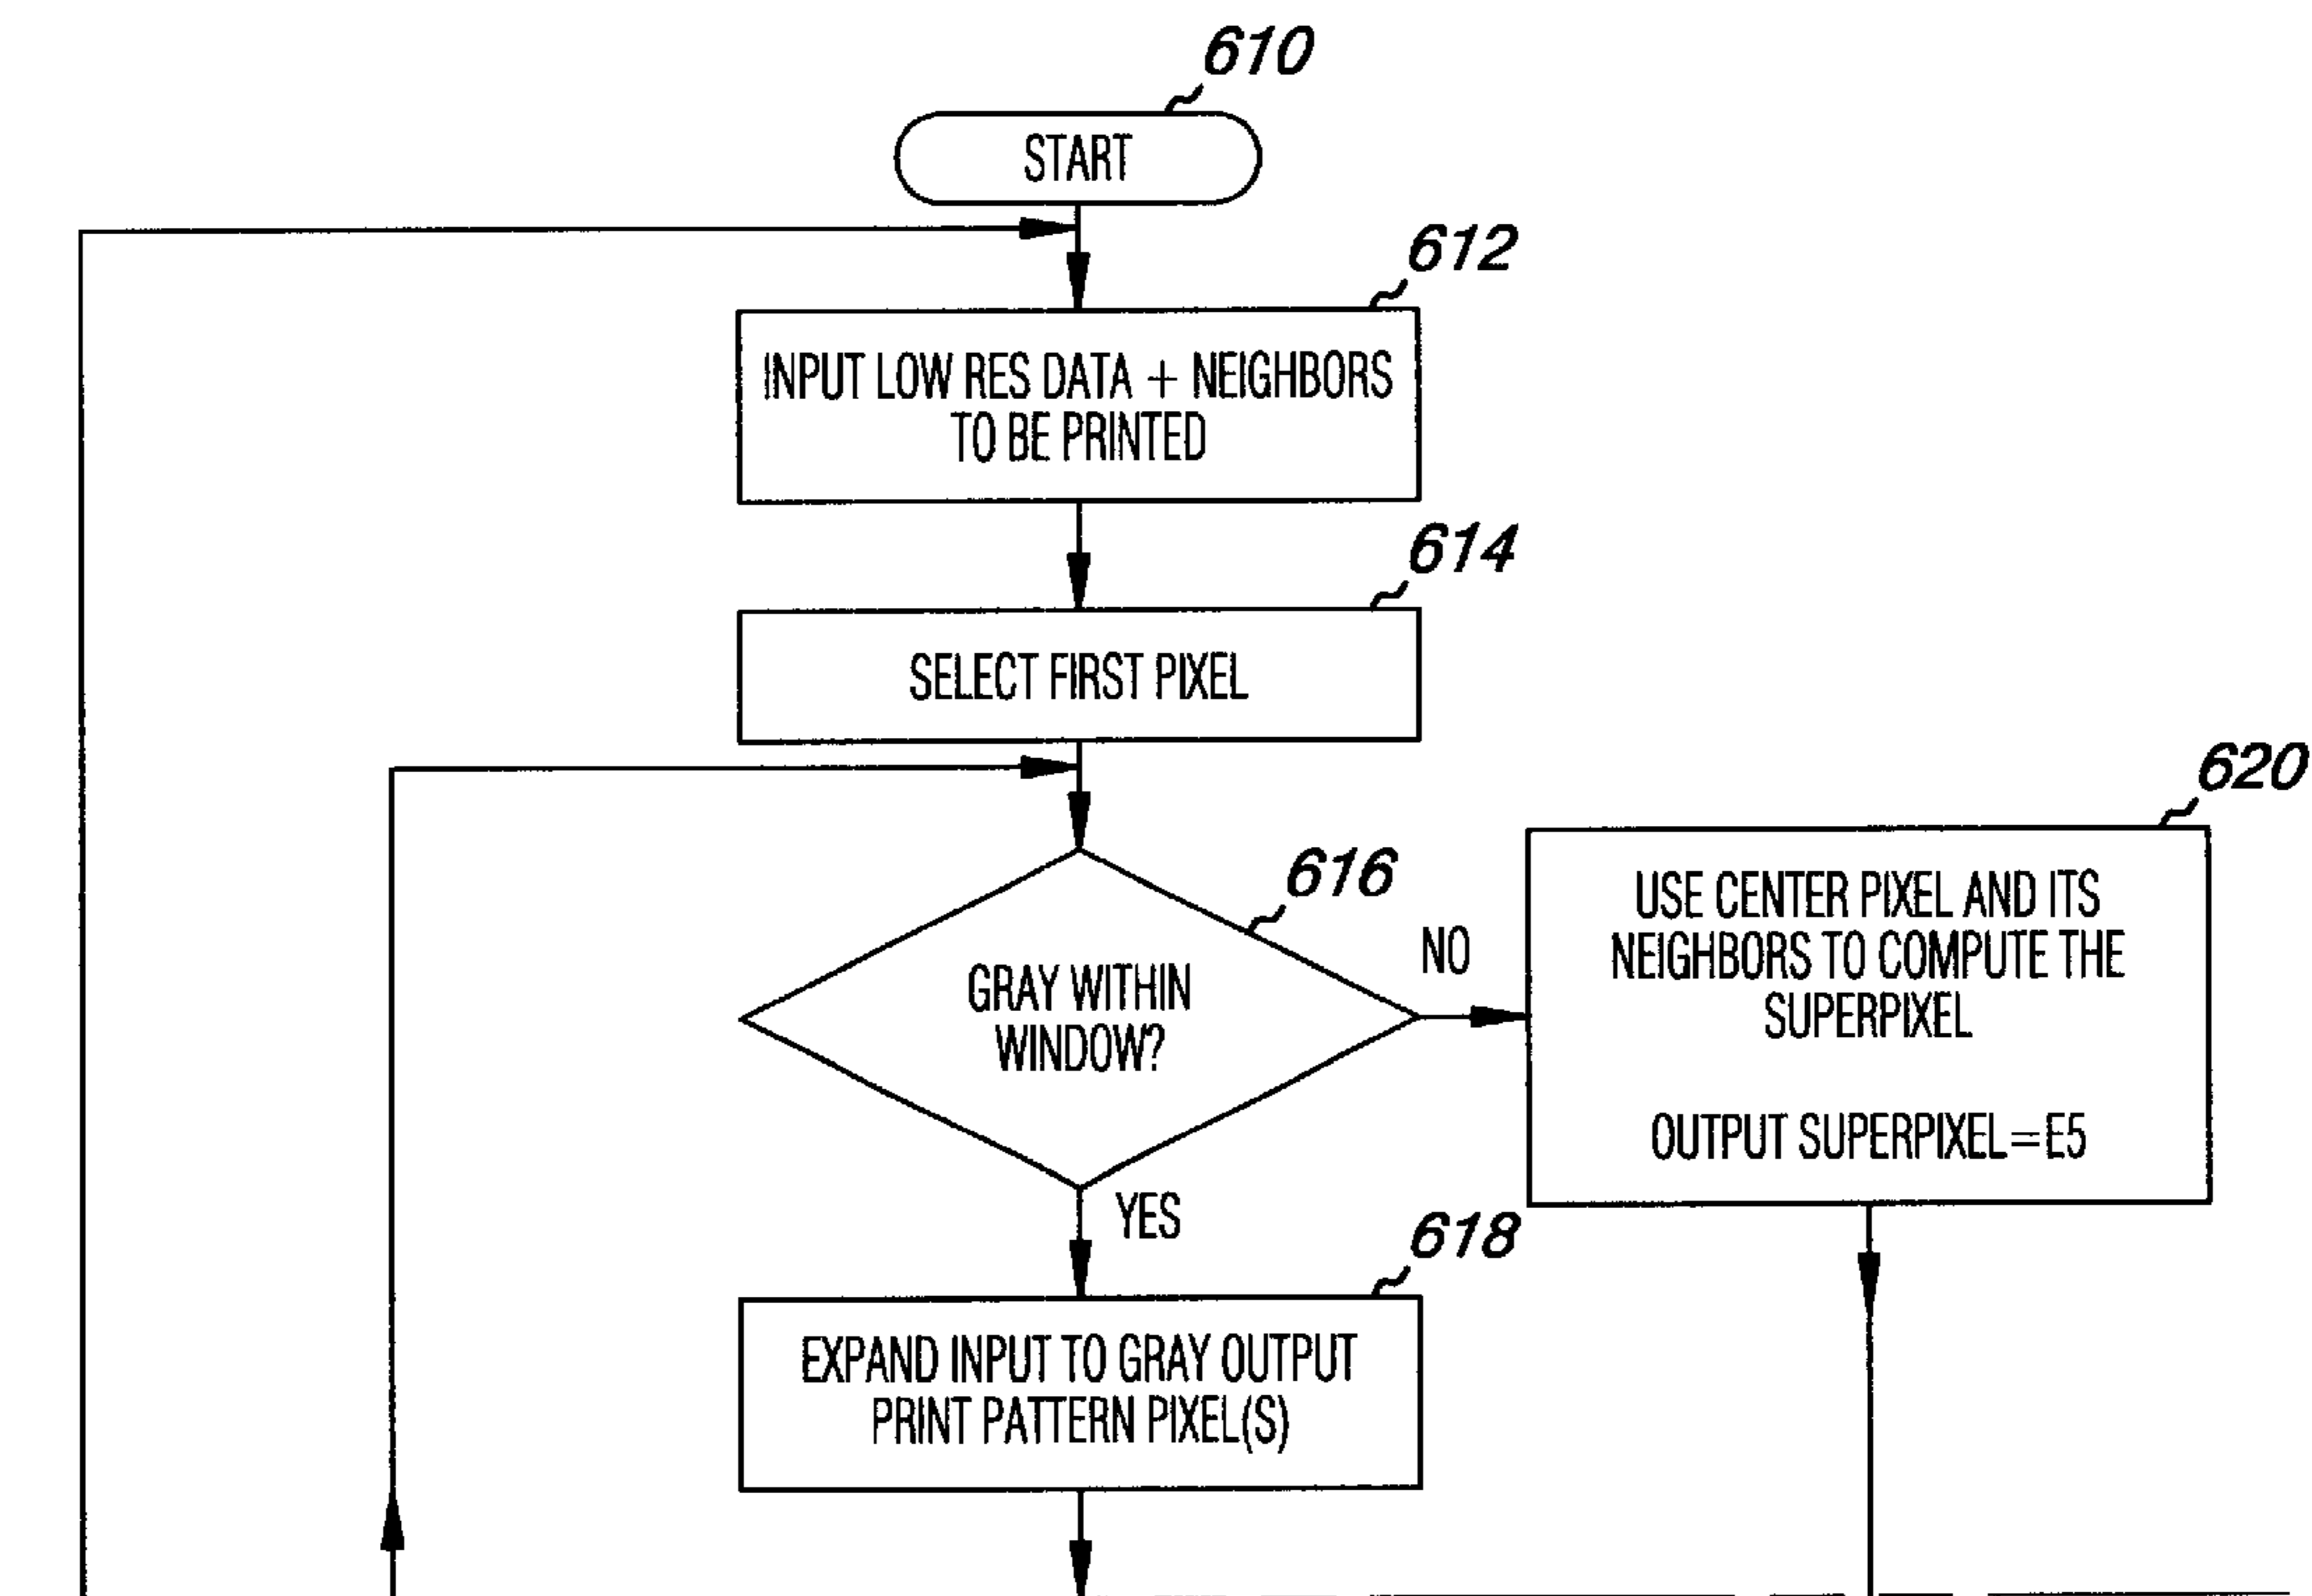 610
START
612
INPUT LOW RES DATA + NEIGHBORS
TO BE PRINTED
614
SELECT FIRST PIXEL
616
GRAY WITHIN
WINDOW?
NO
620
USE CENTER PIXEL AND ITS
NEIGHBORS TO COMPUTE THE
SUPERPIXEL
OUTPUT SUPERPIXEL=E5
YES
618
EXPAND INPUT TO GRAY OUTPUT
PRINT PATTERN PIXEL(S)